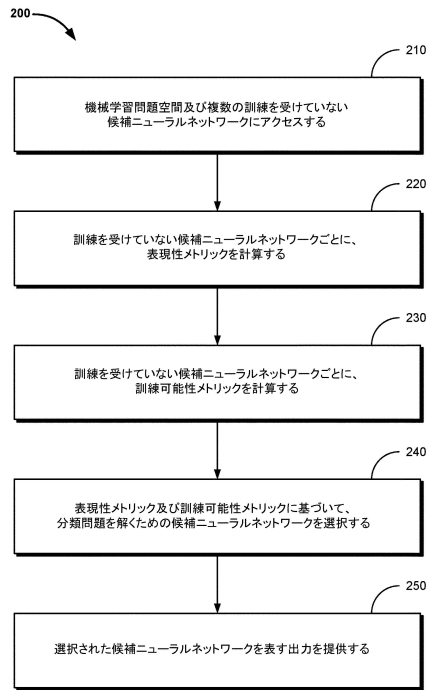 200
210
機械学習問題空間及び複数の訓練を受けていない
候補ニューラルネットワークにアクセスする
220
訓練を受けていない候補ニューラルネットワークごとに、
表現性メトリックを計算する
230
訓練を受けていない候補ニューラルネットワークごとに、
訓練可能性メトリックを計算する
240
表現性メトリック及び訓練可能性メトリックに基づいて、
分類問題を解くための候補ニューラルネットワークを選択する
250
選択された候補ニューラルネットワークを表す出力を提供する